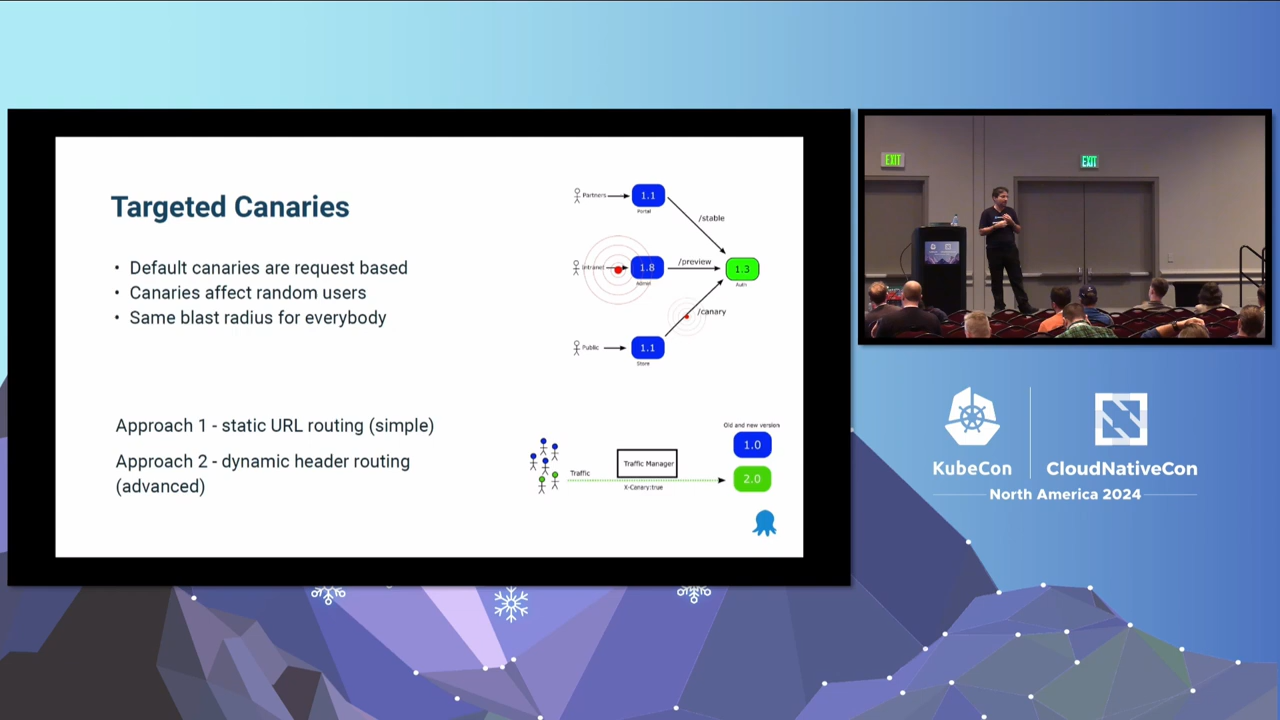 Targeted Canaries
• Default canaries are request based
• Canaries affect random users
• Same blast radius for everybody
Approach 1 - static URL routing (simple)
Approach 2 - dynamic header routing
(advanced)
Partners
1.1
Portal
/stable
Intranet
1.8
Admin
/preview
1.3
Auth
/canary
Public
1.1
Store
Old and new version
1.0
Traffic
Traffic Manager
X-Canary:true
2.0
EXIT
EXIT
KubeCon
CloudNativeCon
North America 2024